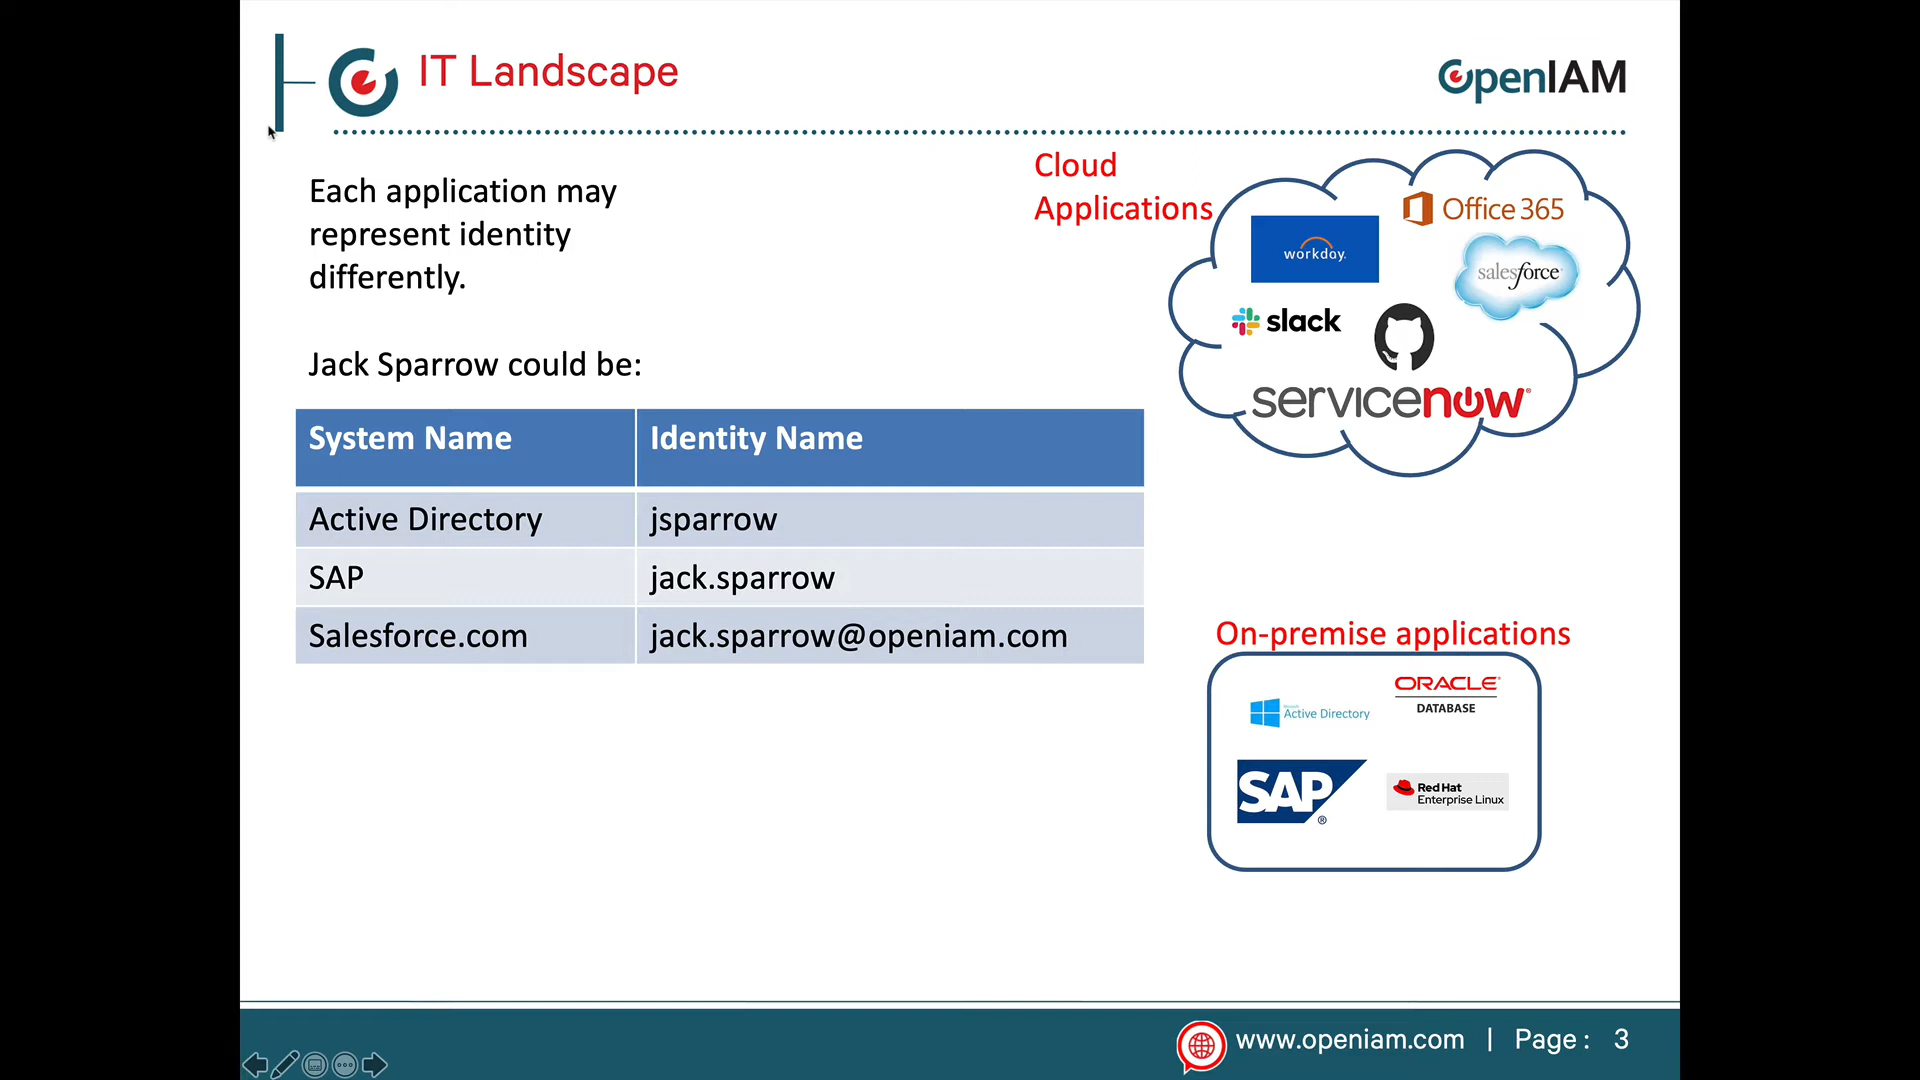 IT Landscape
OpenIAM
Each application may
represent identity
differently.
Jack Sparrow could be:
System Name Identity Name
Active Directory jsparrow
SAP jack.sparrow
Salesforce.com jack.sparrow@openiam.com
Cloud
Applications
Office 365
workday.
salesforce
slack
servicenow®
On-premise applications
Microsoft
Active Directory
ORACLE®
DATABASE
SAP®
Red Hat
Enterprise Linux
www.openiam.com | Page : 3